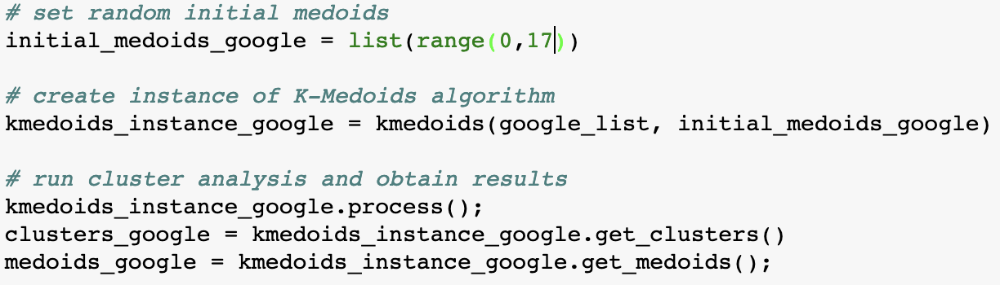 # set random initial medoids
initial_medoids_google = list(range(0,17))
# create instance of K-Medoids algorithm
kmedoids_instance_google = kmedoids(google_list, initial_medoids_google)
# run cluster analysis and obtain results
kmedoids_instance_google.process();
clusters_google = kmedoids_instance_google.get_clusters()
medoids_google = kmedoids_instance_google.get_medoids();